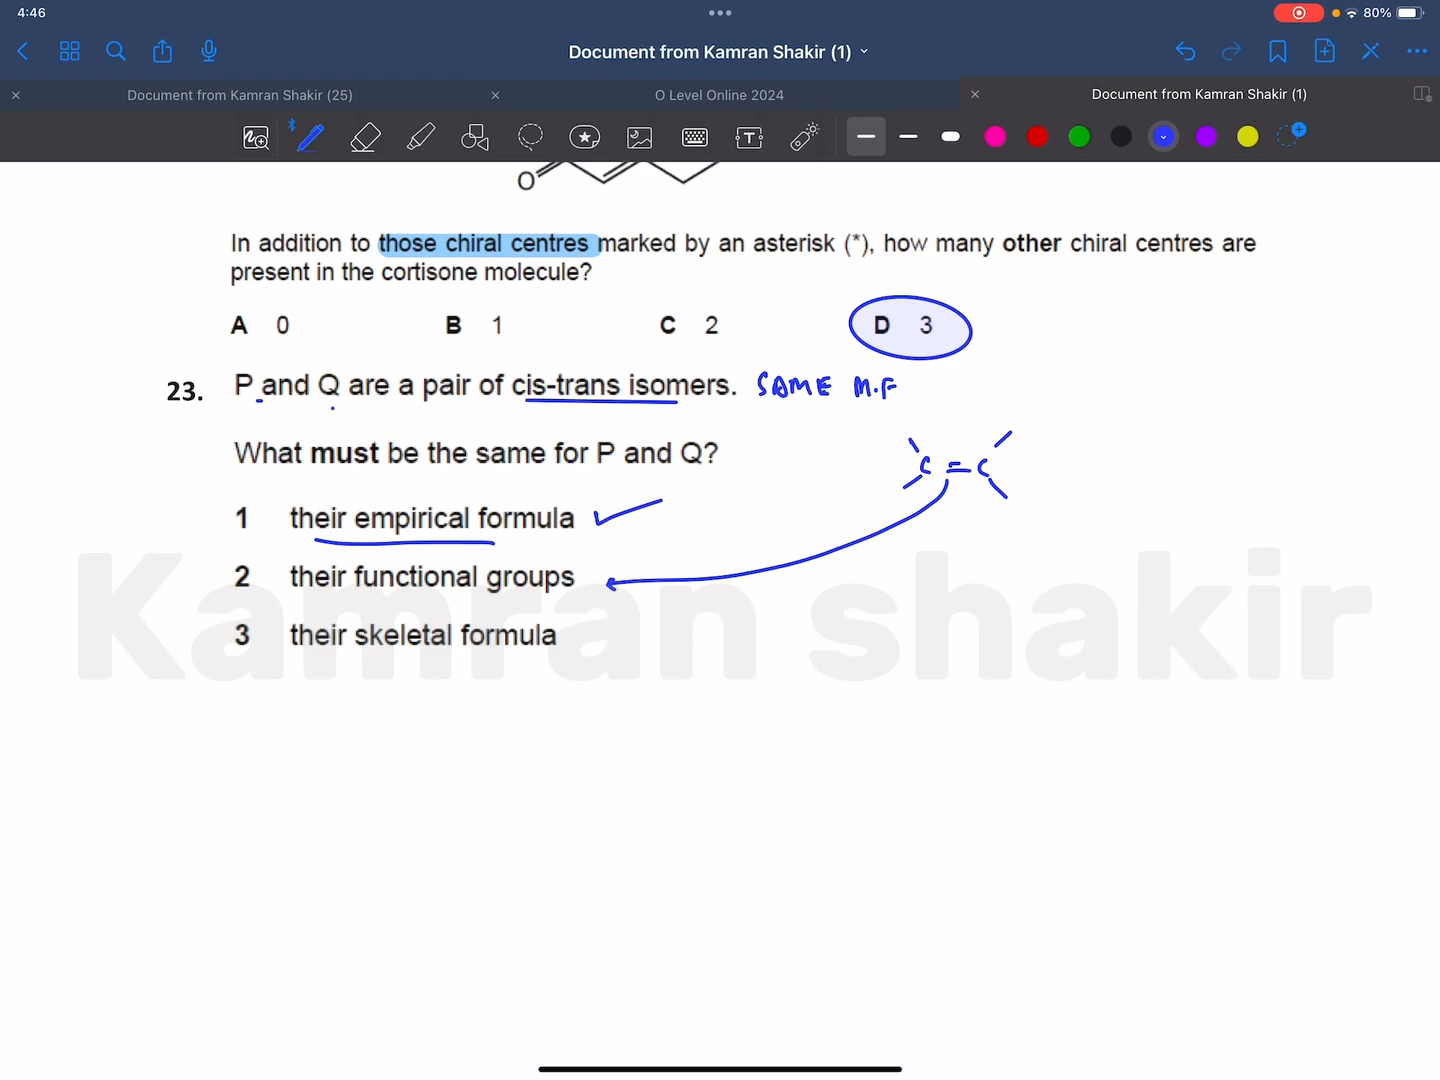 4:46
80%
Document from Kamran Shakir (1)
Document from Kamran Shakir (25)
O Level Online 2024
Document from Kamran Shakir (1)
O
In addition to those chiral centres marked by an asterisk (*), how many other chiral centres are
present in the cortisone molecule?
A 0 B 1 C 2 D 3
23. P and Q are a pair of cis-trans isomers. SAME M.F
What must be the same for P and Q?
C = C
1 their empirical formula
2 their functional groups
3 their skeletal formula
Kamran shakir